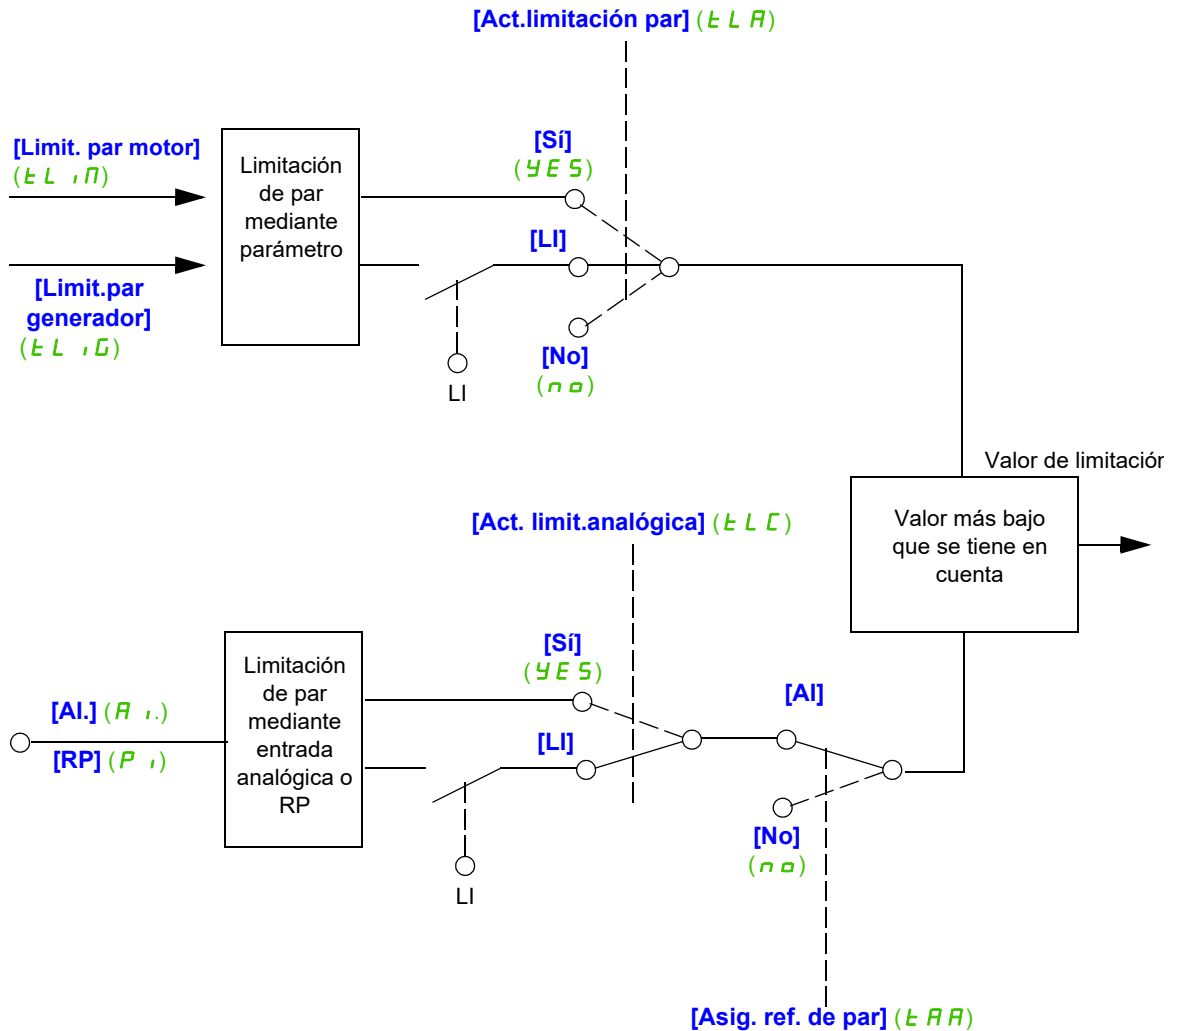 [Act.limitación par] (tLA)
[Limit. par motor]
(tLIM)
Limitación
de par
mediante
parámetro
[Sí]
(YES)
[LI]
[Limit.par
generador]
(tLIG)
[No]
(no)
LI
Valor de limitación
Valor más bajo
que se tiene en
cuenta
[Act. limit.analógica] (tLC)
Limitación
de par
mediante
entrada
analógica o
RP
[Sí]
(YES)
[AI.] (AI.)
[RP] (PI)
[LI]
[AI]
[No]
(no)
LI
[Asig. ref. de par] (tAA)